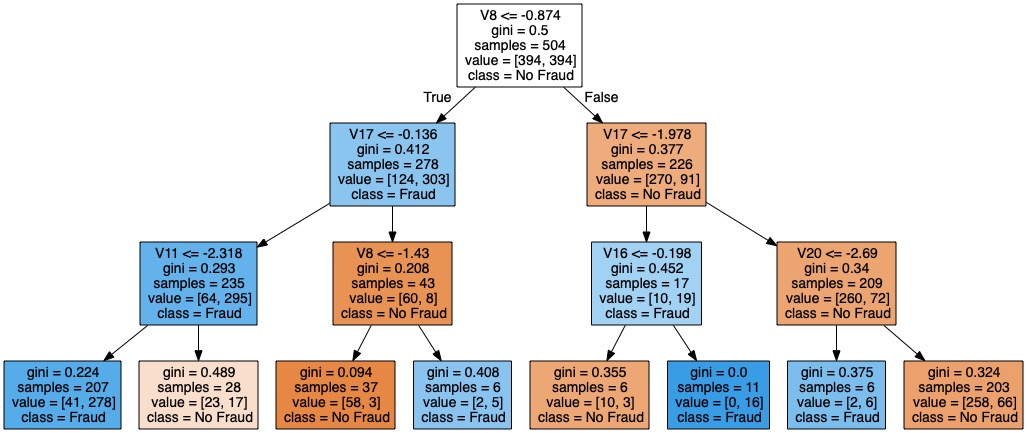 V8 <= -0.874
gini = 0.5
samples = 504
value = [394, 394]
class = No Fraud
True
False
V17 <= -0.136
gini = 0.412
samples = 278
value = [124, 303]
class = Fraud
V17 <= -1.978
gini = 0.377
samples = 226
value = [270, 91]
class = No Fraud
V11 <= -2.318
gini = 0.293
samples = 235
value = [64, 295]
class = Fraud
V8 <= -1.43
gini = 0.208
samples = 43
value = [60, 8]
class = No Fraud
V16 <= -0.198
gini = 0.452
samples = 17
value = [10, 19]
class = Fraud
V20 <= -2.69
gini = 0.34
samples = 209
value = [260, 72]
class = No Fraud
gini = 0.224
samples = 207
value = [41, 278]
class = Fraud
gini = 0.489
samples = 28
value = [23, 17]
class = No Fraud
gini = 0.094
samples = 37
value = [58, 3]
class = No Fraud
gini = 0.408
samples = 6
value = [2, 5]
class = Fraud
gini = 0.355
samples = 6
value = [10, 3]
class = No Fraud
gini = 0.0
samples = 11
value = [0, 16]
class = Fraud
gini = 0.375
samples = 6
value = [2, 6]
class = Fraud
gini = 0.324
samples = 203
value = [258, 66]
class = No Fraud